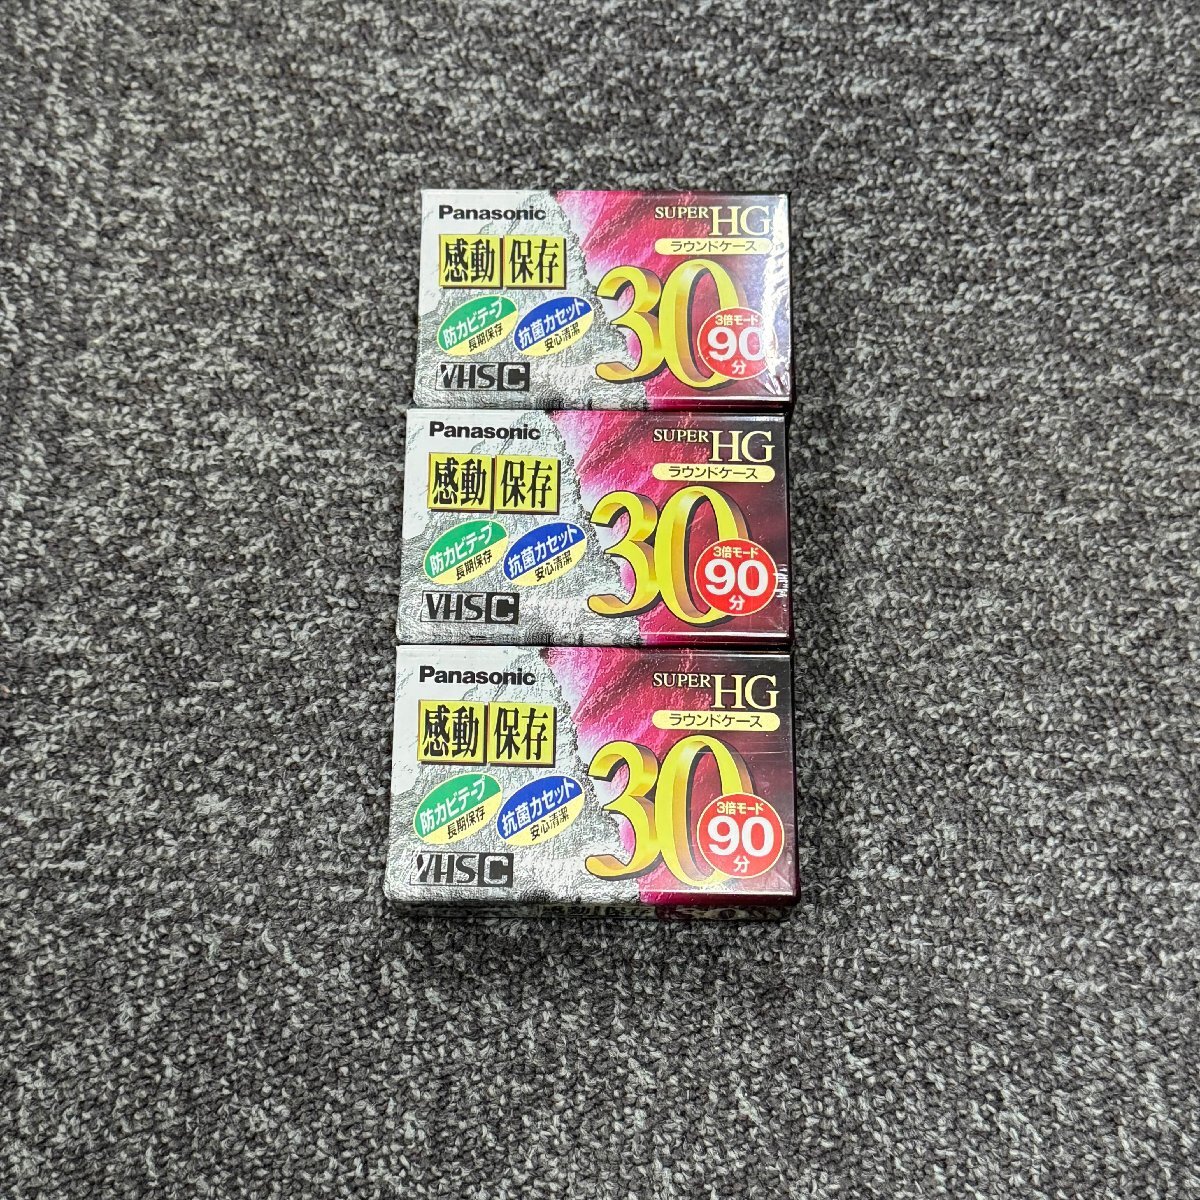 Panasonic
SUPER HG
ラウンドケース
感動 保存
30
防カビテープ
長期保存
抗菌カセット
安心清潔
3倍モード
90
分
VHS C
Panasonic
SUPER HG
ラウンドケース
感動 保存
30
防カビテープ
長期保存
抗菌カセット
安心清潔
3倍モード
90
分
VHS C
Panasonic
SUPER HG
ラウンドケース
感動 保存
30
防カビテープ
長期保存
抗菌カセット
安心清潔
3倍モード
90
分
VHS C
感動 保存